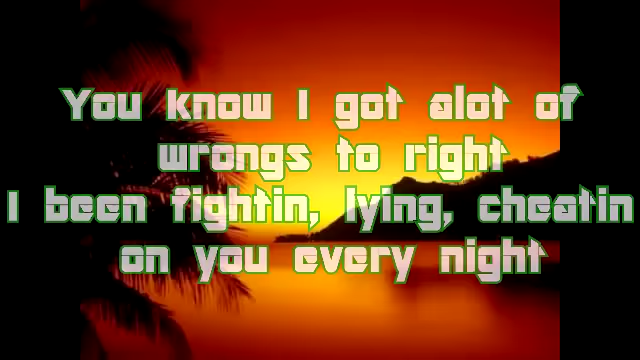 You know I got alot of
wrongs to right
I been fightin, lying, cheatin
on you every night